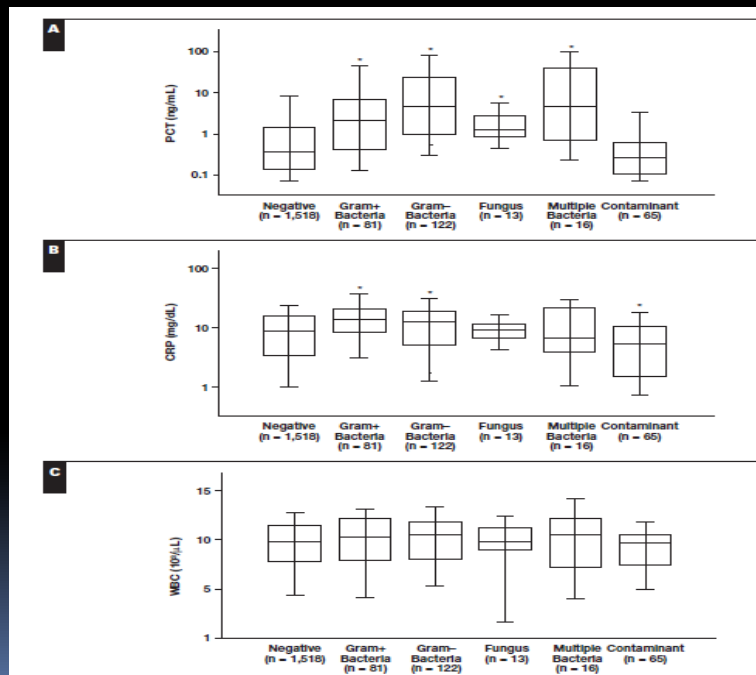 A
PCT (ng/mL)
100
10
1
0.1
*
*
*
*
Negative Gram+ Gram– Fungus Multiple Contaminant
(n = 1,518) Bacteria Bacteria (n = 13) Bacteria (n = 65)
(n = 81) (n = 122) (n = 16)
B
CRP (mg/dL)
100
10
1
*
*
*
Negative Gram+ Gram– Fungus Multiple Contaminant
(n = 1,518) Bacteria Bacteria (n = 13) Bacteria (n = 65)
(n = 81) (n = 122) (n = 16)
C
WBC (10⁹/μL)
15
10
5
1
Negative Gram+ Gram– Fungus Multiple Contaminant
(n = 1,518) Bacteria Bacteria (n = 13) Bacteria (n = 65)
(n = 81) (n = 122) (n = 16)